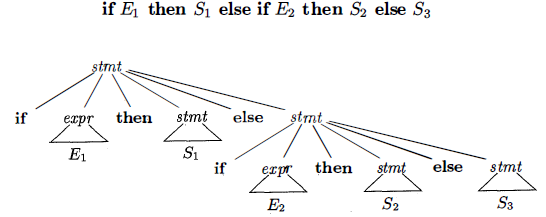 if E₁ then S₁ else if E₂ then S₂ else S₃
stmt
if expr then stmt else stmt
E₁ S₁
if expr then stmt else stmt
E₂ S₂ S₃